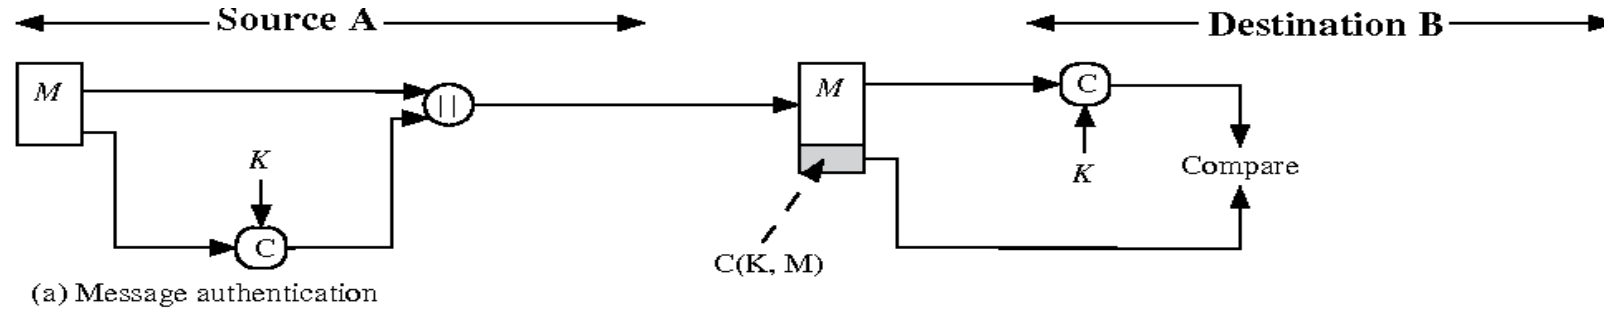 Source A
Destination B
M
||
M
C
K
K
Compare
C
C(K, M)
(a) Message authentication